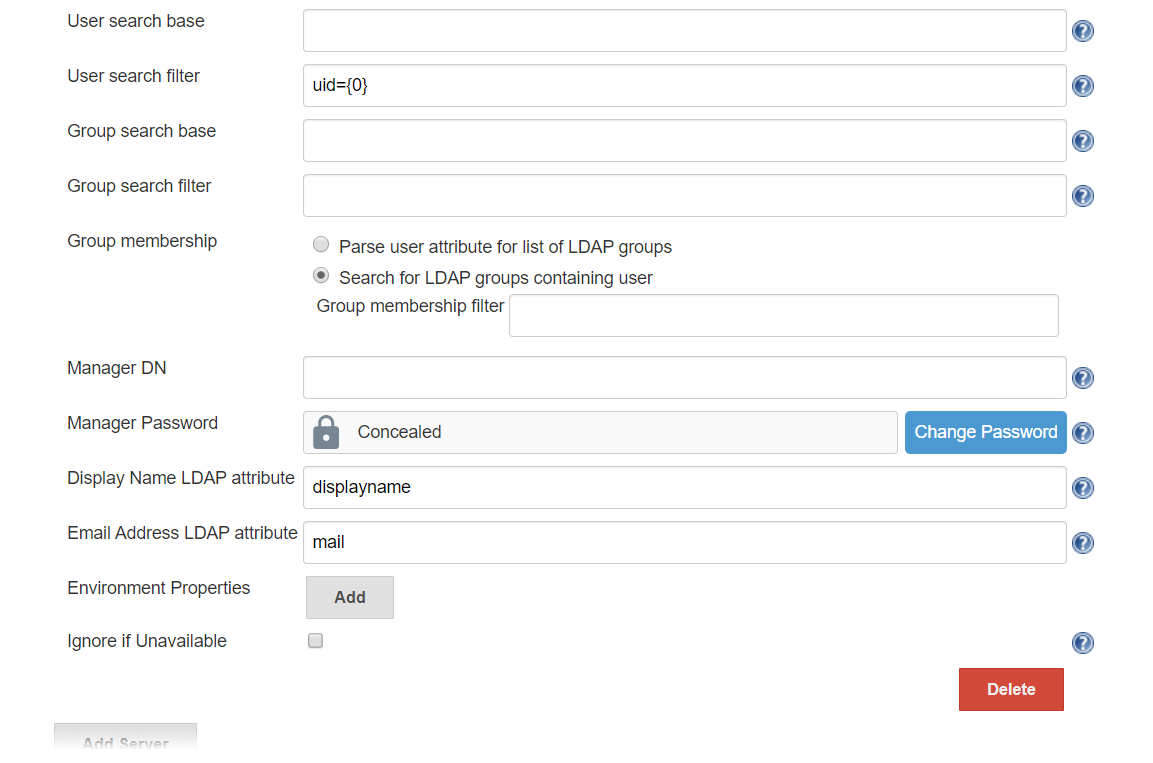 User search base
User search filter uid={0}
Group search base
Group search filter
Group membership
Parse user attribute for list of LDAP groups
Search for LDAP groups containing user
Group membership filter
Manager DN
Manager Password Concealed Change Password
Display Name LDAP attribute displayname
Email Address LDAP attribute mail
Environment Properties Add
Ignore if Unavailable
Delete
Add Server